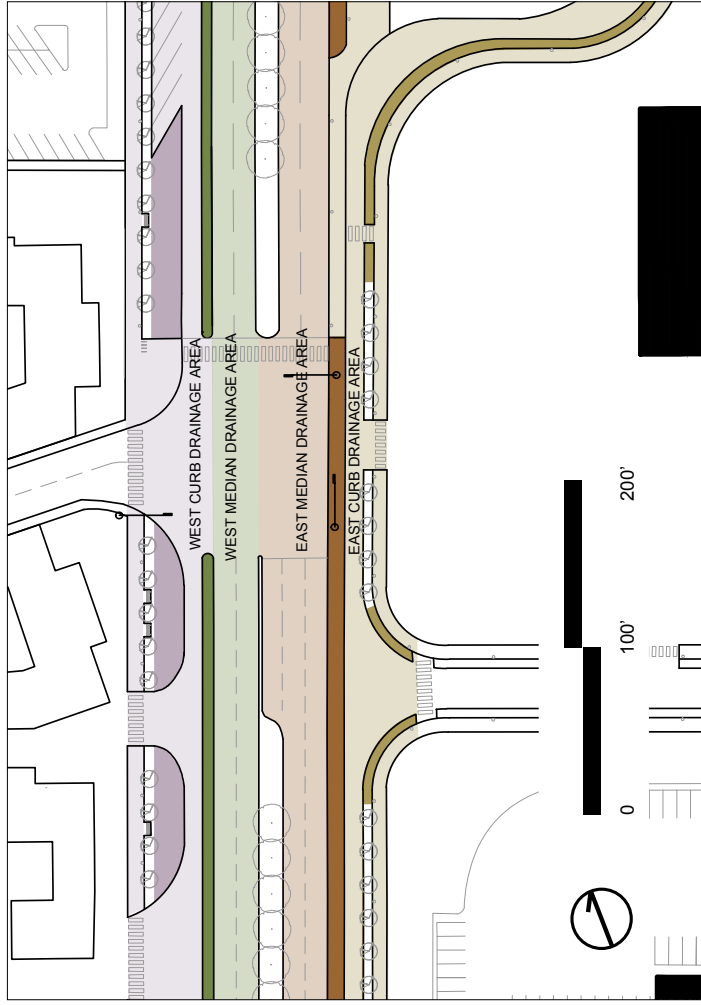 WEST CURB DRAINAGE AREA
WEST MEDIAN DRAINAGE AREA
EAST MEDIAN DRAINAGE AREA
EAST CURB DRAINAGE AREA
0
100'
200'